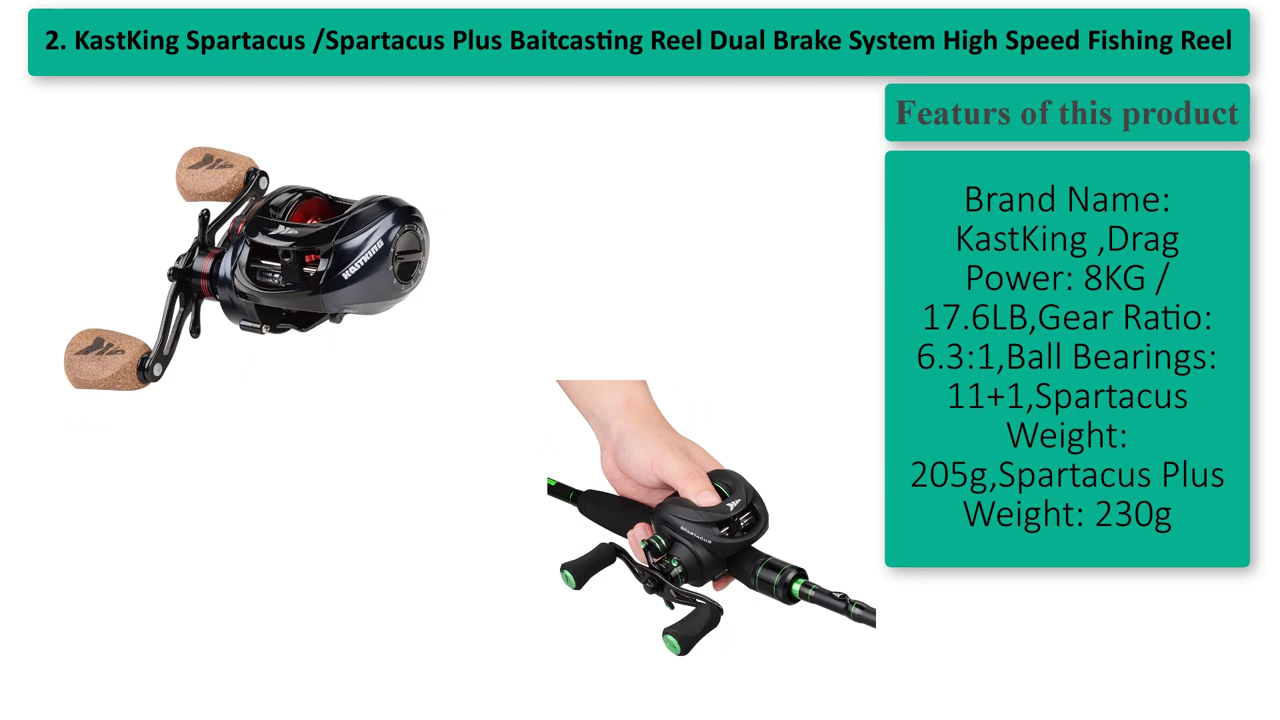 2. KastKing Spartacus /Spartacus Plus Baitcasting Reel Dual Brake System High Speed Fishing Reel
Featurs of this product
Brand Name:
KastKing ,Drag
Power: 8KG /
17.6LB,Gear Ratio:
6.3:1,Ball Bearings:
11+1,Spartacus
Weight:
205g,Spartacus Plus
Weight: 230g
KASTKING
SPARTACUS